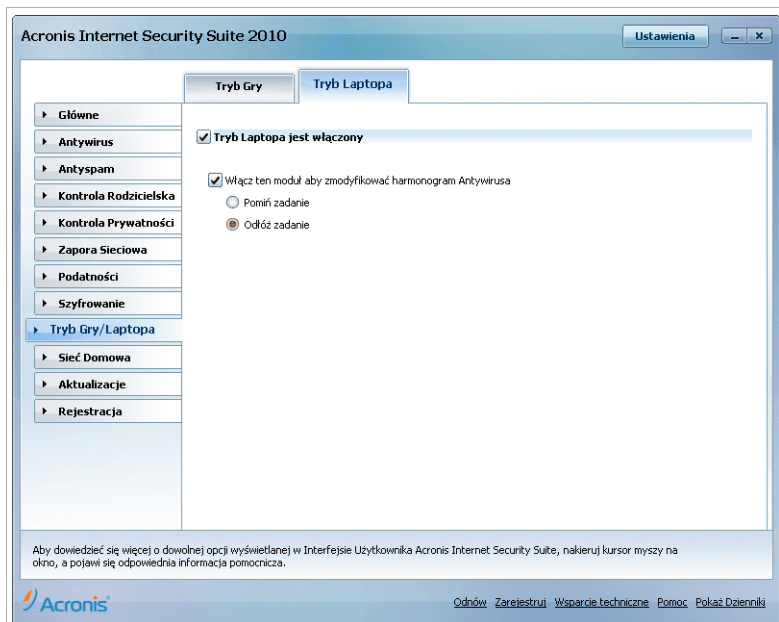 Acronis Internet Security Suite 2010
Ustawienia
Tryb Gry
Tryb Laptopa
Główne
Antywirus
Antyspam
Kontrola Rodzicielska
Kontrola Prywatności
Zapora Sieciowa
Podatności
Szyfrowanie
Tryb Gry/Laptopa
Sieć Domowa
Aktualizacje
Rejestracja
Tryb Laptopa jest włączony
Włącz ten moduł aby zmodyfikować harmonogram Antywirusa
Pomiń zadanie
Odłóż zadanie
Aby dowiedzieć się więcej o dowolnej opcji wyświetlanej w Interfejsie Użytkownika Acronis Internet Security Suite, nakieruj kursor myszy na
okno, a pojawi się odpowiednia informacja pomocnicza.
Acronis
Odnów Zarejestruj Wsparcie techniczne Pomoc Pokaż Dzienniki